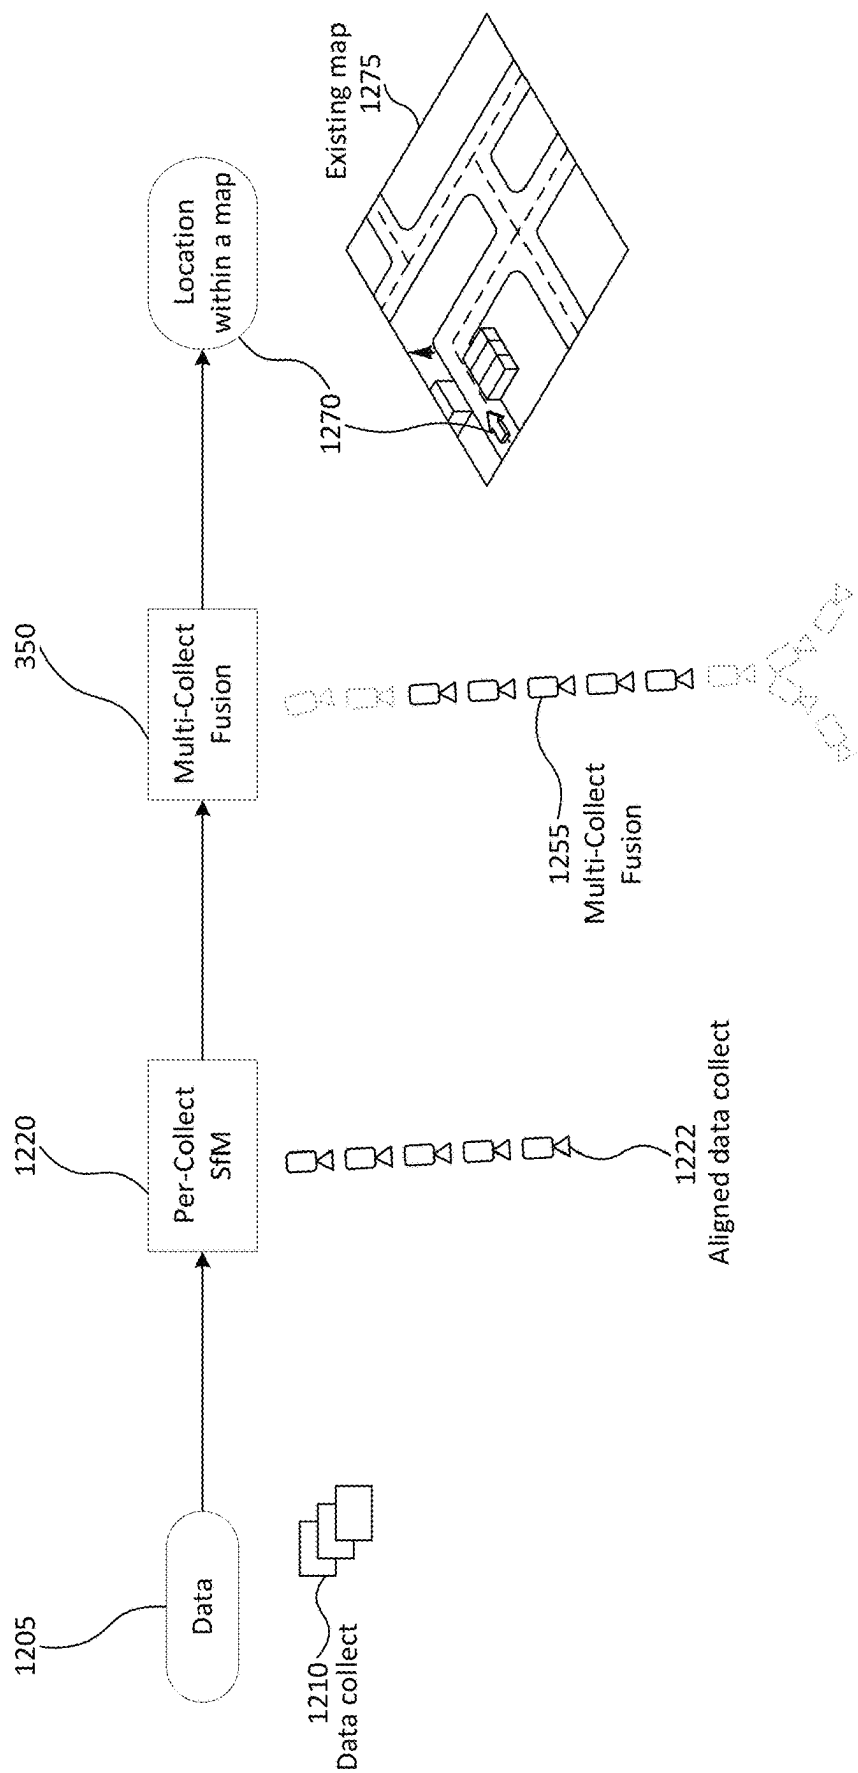 1205
Data
1210
Data collect
1220
Per-Collect
SfM
1222
Aligned data collect
350
Multi-Collect
Fusion
1255
Multi-Collect
Fusion
Location
within a map
1270
Existing map
1275